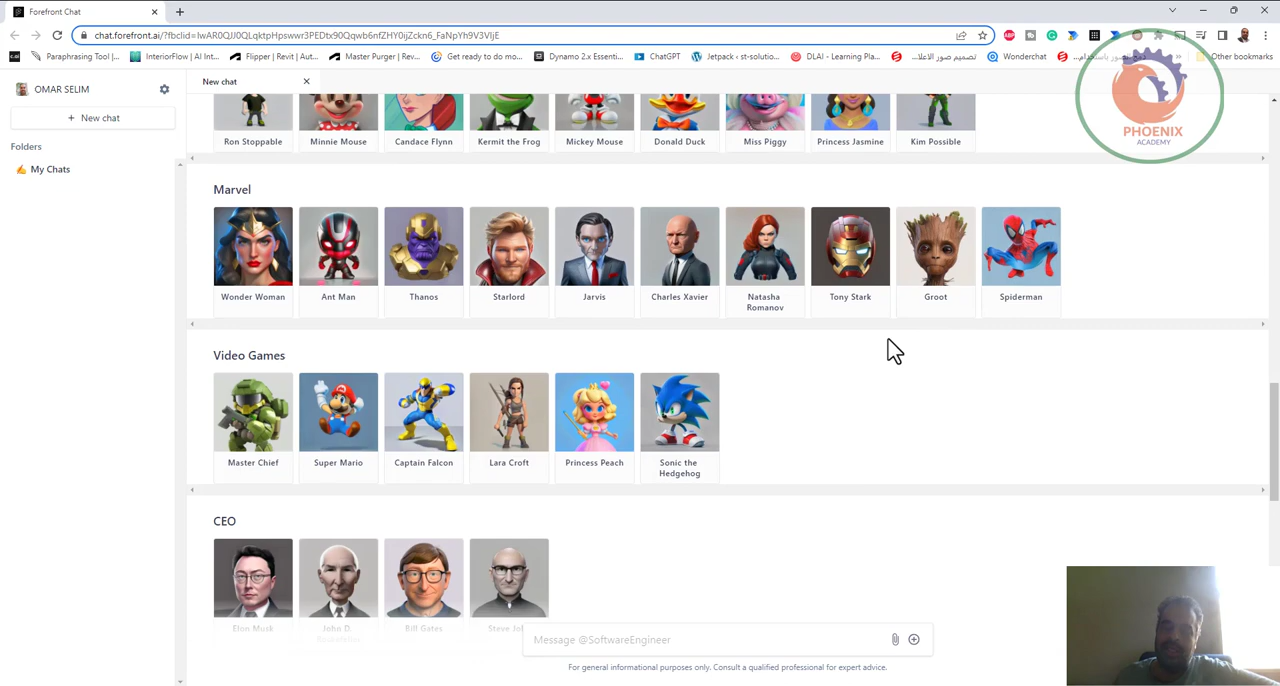 Forefront Chat
chat.forefront.ai/?fbclid=IwAR0QJJ0QLqktpHpswwr3PEDtx90Qqwb6nfZHY0ijZckn6_FaNpYh9V3VIjE
Paraphrasing Tool |...
InteriorFlow | AI Int...
Flipper | Revit | Aut...
Master Purger | Rev...
Get ready to do mo...
Dynamo 2.x Essenti...
ChatGPT
Jetpack ‹ st-solutio...
DLAI - Learning Pla...
تصميم صور الاعلا...
Wonderchat
Other bookmarks
PHOENIX
ACADEMY
OMAR SELIM
New chat
+ New chat
Folders
My Chats
Ron Stoppable
Minnie Mouse
Candace Flynn
Kermit the Frog
Mickey Mouse
Donald Duck
Miss Piggy
Princess Jasmine
Kim Possible
Marvel
Wonder Woman
Ant Man
Thanos
Starlord
Jarvis
Charles Xavier
Natasha
Romanov
Tony Stark
Groot
Spiderman
Video Games
Master Chief
Super Mario
Captain Falcon
Lara Croft
Princess Peach
Sonic the
Hedgehog
CEO
Elon Musk
John D.
Bill Gates
Message @SoftwareEngineer
For general informational purposes only. Consult a qualified professional for expert advice.